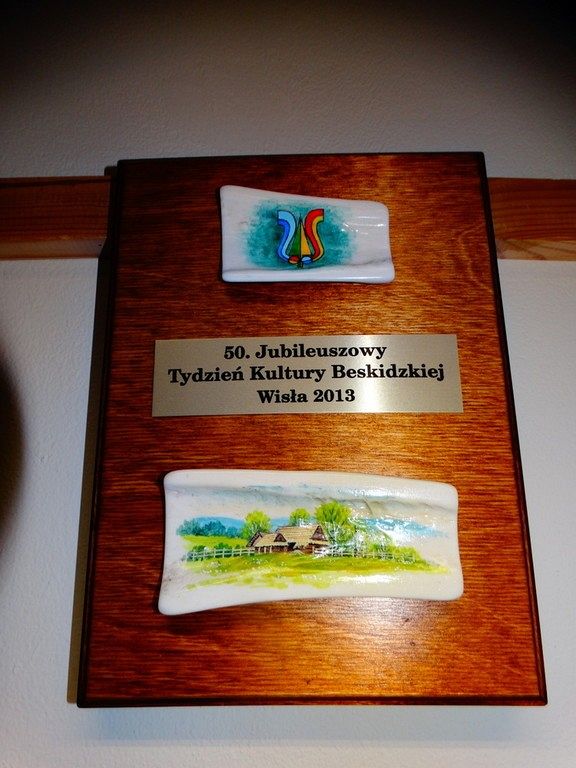 50. Jubileuszowy
Tydzień Kultury Beskidzkiej
Wisła 2013